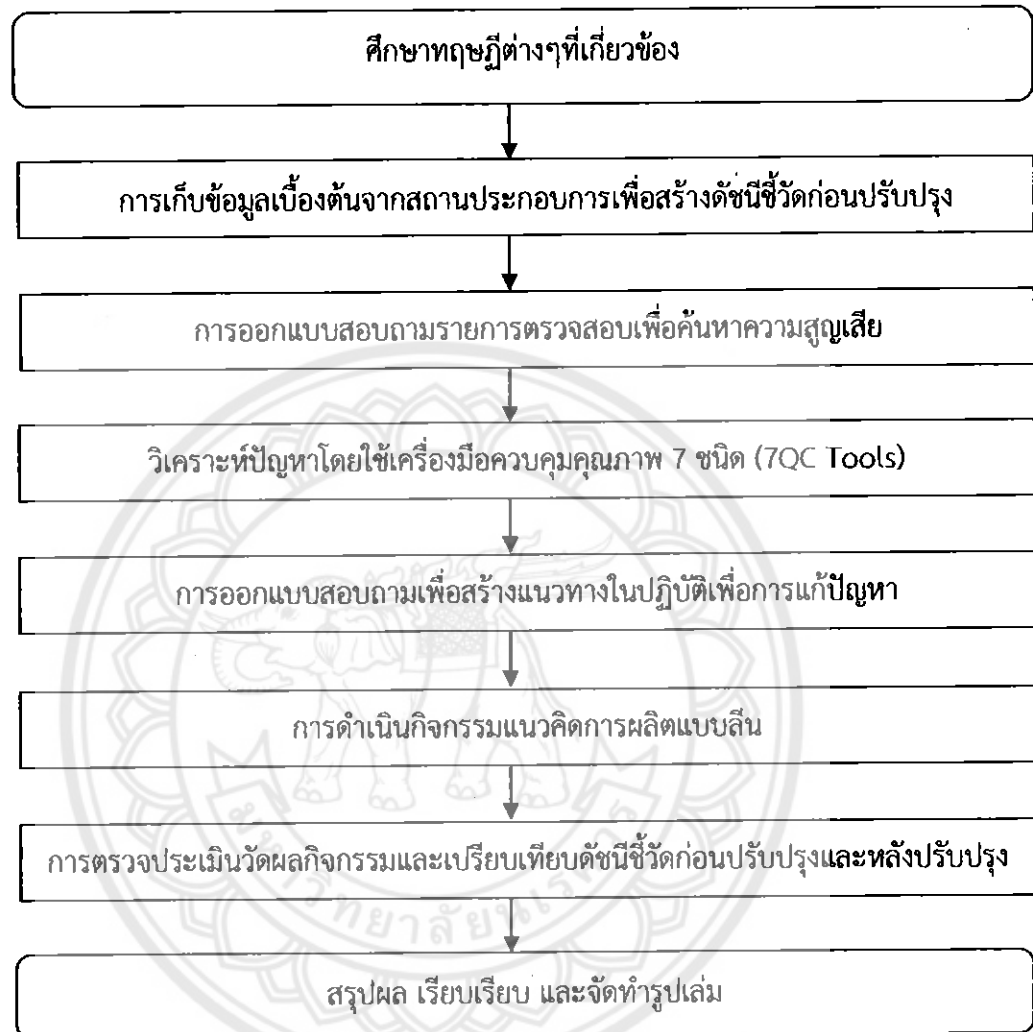 ศึกษาทฤษฎีต่างๆที่เกี่ยวข้อง
การเก็บข้อมูลเบื้องต้นจากสถานประกอบการเพื่อสร้างดัชนีชี้วัดก่อนปรับปรุง
การออกแบบสอบถามรายการตรวจสอบเพื่อค้นหาความสูญเสีย
วิเคราะห์ปัญหาโดยใช้เครื่องมือควบคุมคุณภาพ 7 ชนิด (7QC Tools)
การออกแบบสอบถามเพื่อสร้างแนวทางในปฏิบัติเพื่อการแก้ปัญหา
การดำเนินกิจกรรมแนวคิดการผลิตแบบลีน
การตรวจประเมินวัดผลกิจกรรมและเปรียบเทียบดัชนีชี้วัดก่อนปรับปรุงและหลังปรับปรุง
สรุปผล เรียบเรียบ และจัดทำรูปเล่ม